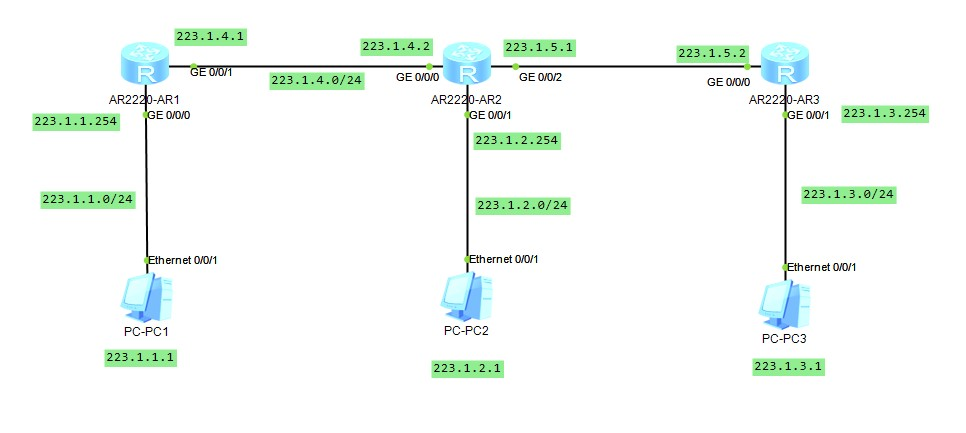 223.1.4.1
223.1.4.2
223.1.5.1
223.1.5.2
R
R
R
GE 0/0/1
223.1.4.0/24
GE 0/0/0
GE 0/0/2
GE 0/0/0
AR2220-AR1
AR2220-AR2
AR2220-AR3
223.1.1.254
GE 0/0/0
GE 0/0/1
GE 0/0/1
223.1.3.254
223.1.2.254
223.1.1.0/24
223.1.2.0/24
223.1.3.0/24
Ethernet 0/0/1
Ethernet 0/0/1
Ethernet 0/0/1
PC-PC1
PC-PC2
PC-PC3
223.1.1.1
223.1.2.1
223.1.3.1